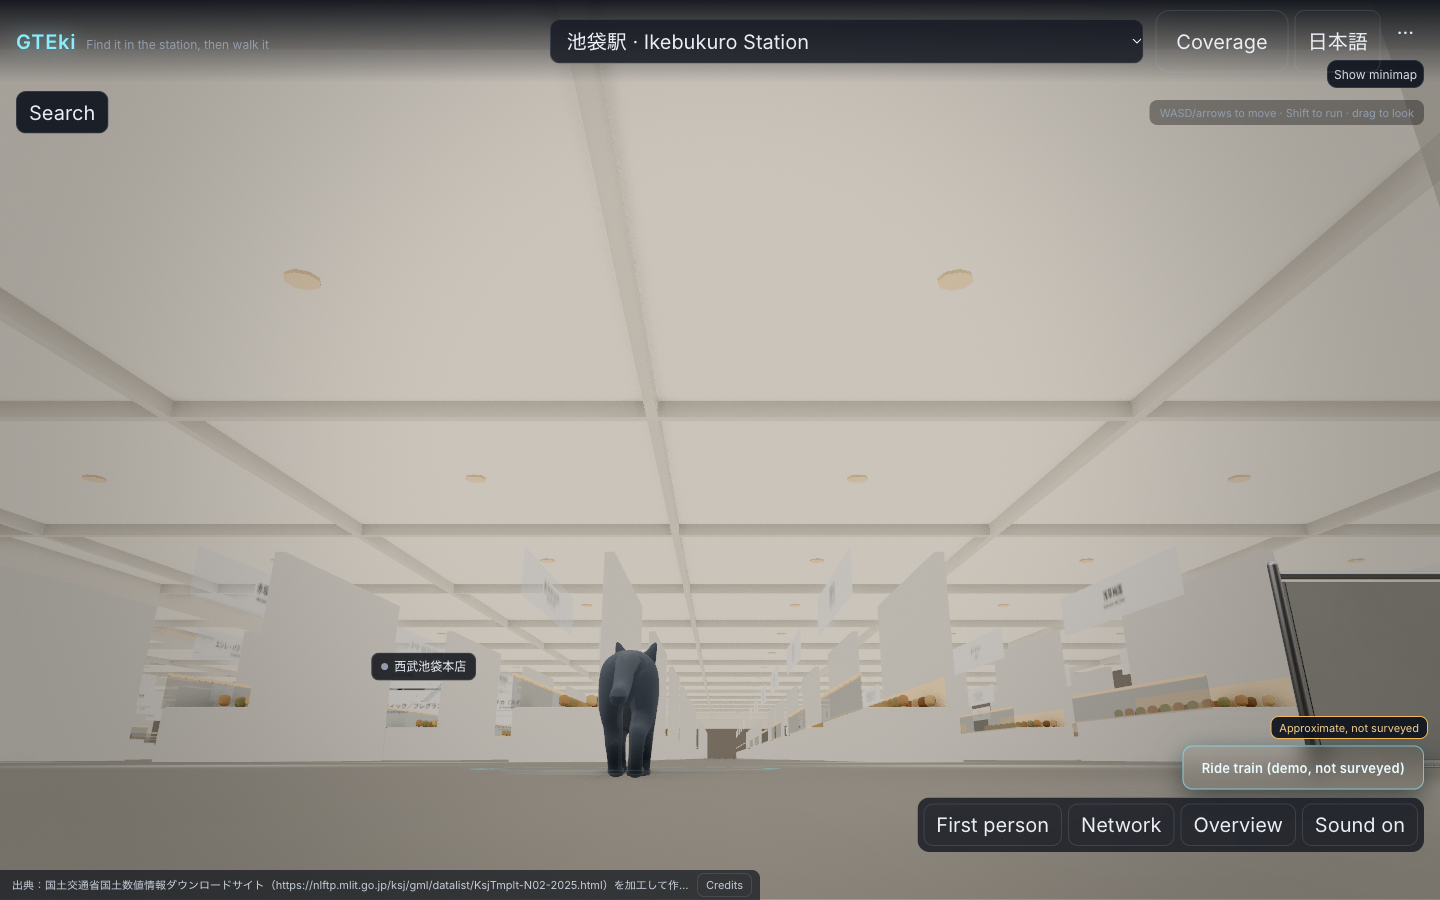 GTEki Find it in the station, then walk it
池袋駅 · Ikebukuro Station
Coverage
日本語
...
Show minimap
Search
WASD/arrows to move · Shift to run · drag to look
西武池袋本店
Approximate, not surveyed
Ride train (demo, not surveyed)
First person
Network
Overview
Sound on
出典：国土交通省国土数値情報ダウンロードサイト（https://nlftp.mlit.go.jp/ksj/gml/datalist/KsjTmplt-N02-2025.html）を加工して作...
Credits